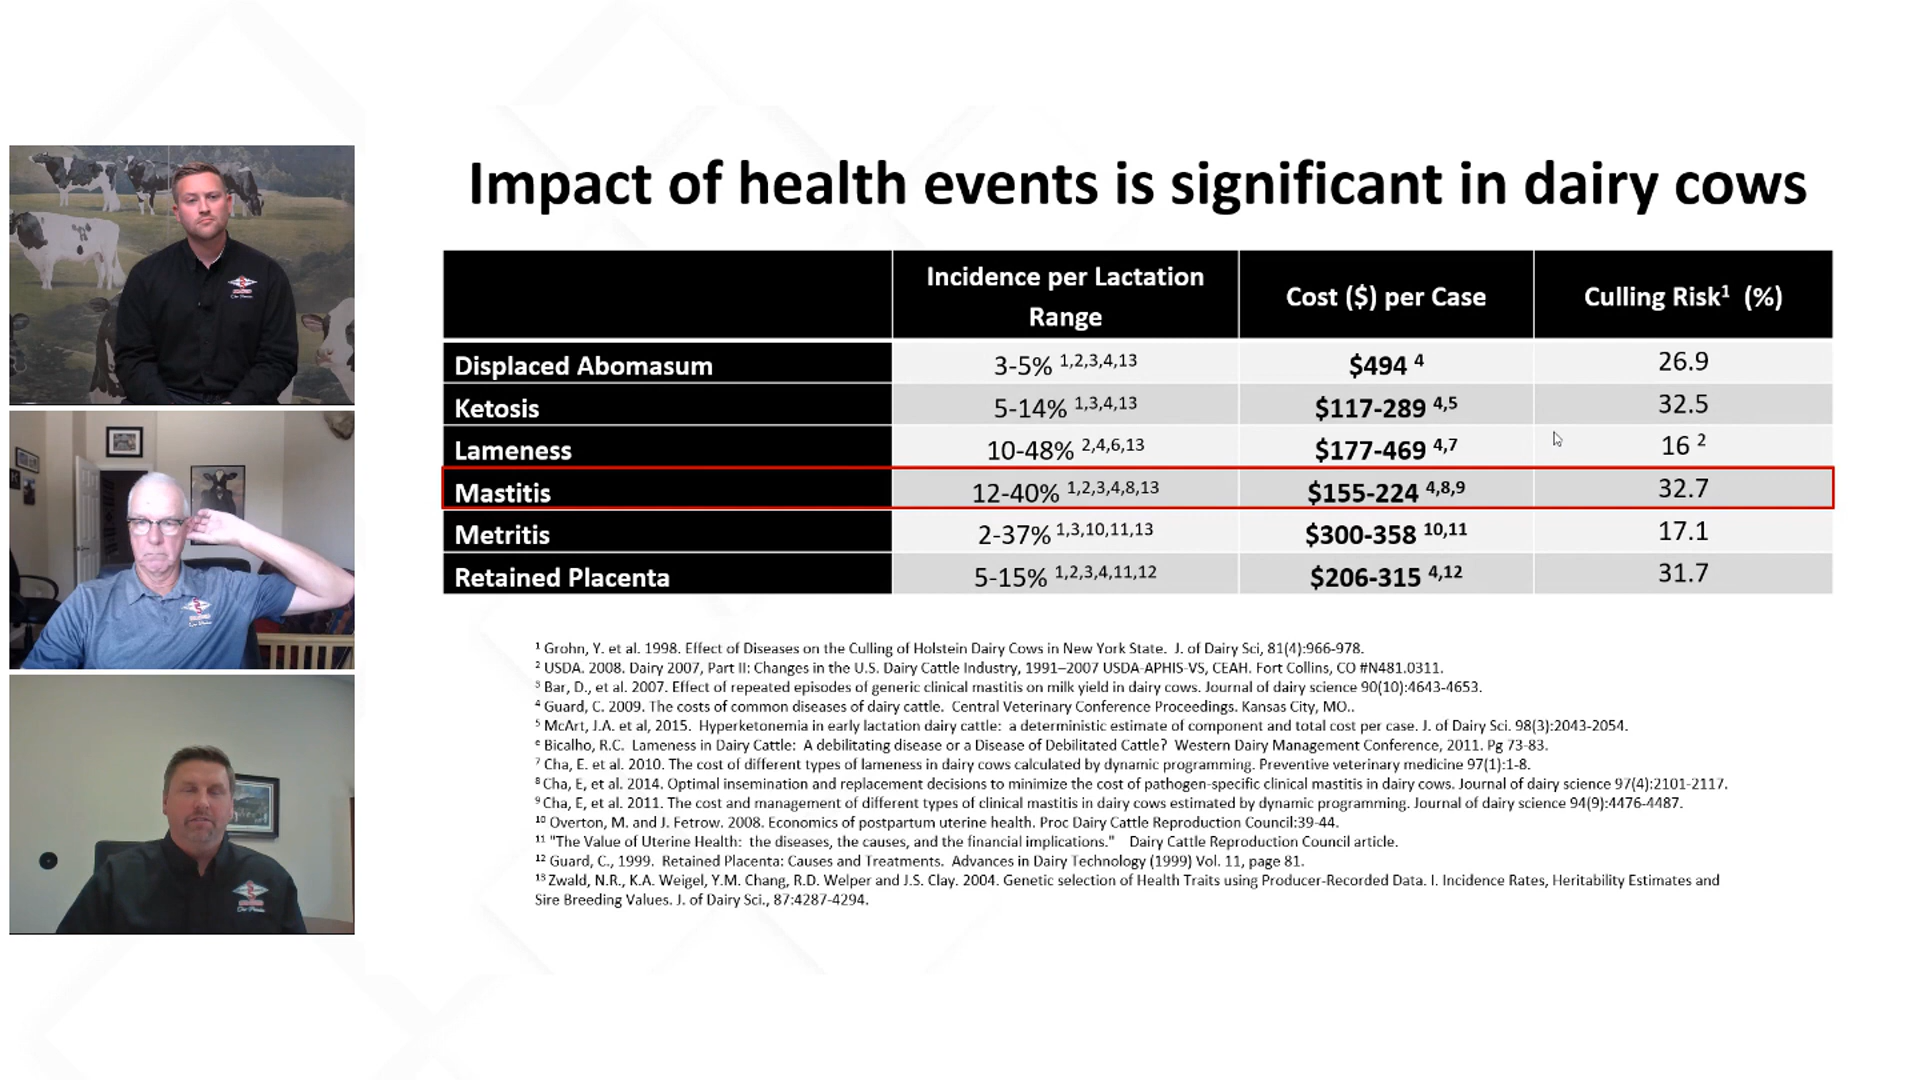 Impact of health events is significant in dairy cows
Incidence per Lactation Range Cost ($) per Case Culling Risk¹ (%)
Displaced Abomasum 3-5% 1,2,3,4,13 $494 4 26.9
Ketosis 5-14% 1,3,4,13 $117-289 4,5 32.5
Lameness 10-48% 2,4,6,13 $177-469 4,7 16 2
Mastitis 12-40% 1,2,3,4,8,13 $155-224 4,8,9 32.7
Metritis 2-37% 1,3,10,11,13 $300-358 10,11 17.1
Retained Placenta 5-15% 1,2,3,4,11,12 $206-315 4,12 31.7
1 Grohn, Y. et al. 1998. Effect of Diseases on the Culling of Holstein Dairy Cows in New York State. J. of Dairy Sci, 81(4):966-978.
2 USDA. 2008. Dairy 2007, Part II: Changes in the U.S. Dairy Cattle Industry, 1991–2007 USDA-APHIS-VS, CEAH. Fort Collins, CO #N481.0311.
3 Bar, D., et al. 2007. Effect of repeated episodes of generic clinical mastitis on milk yield in dairy cows. Journal of dairy science 90(10):4643-4653.
4 Guard, C. 2009. The costs of common diseases of dairy cattle. Central Veterinary Conference Proceedings. Kansas City, MO..
5 McArt, J.A. et al, 2015. Hyperketonemia in early lactation dairy cattle: a deterministic estimate of component and total cost per case. J. of Dairy Sci. 98(3):2043-2054.
6 Bicalho, R.C. Lameness in Dairy Cattle: A debilitating disease or a Disease of Debilitated Cattle? Western Dairy Management Conference, 2011. Pg 73-83.
7 Cha, E. et al. 2010. The cost of different types of lameness in dairy cows calculated by dynamic programming. Preventive veterinary medicine 97(1):1-8.
8 Cha, E, et al. 2014. Optimal insemination and replacement decisions to minimize the cost of pathogen-specific clinical mastitis in dairy cows. Journal of dairy science 97(4):2101-2117.
9 Cha, E, et al. 2011. The cost and management of different types of clinical mastitis in dairy cows estimated by dynamic programming. Journal of dairy science 94(9):4476-4487.
10 Overton, M. and J. Fetrow. 2008. Economics of postpartum uterine health. Proc Dairy Cattle Reproduction Council:39-44.
11 "The Value of Uterine Health: the diseases, the causes, and the financial implications." Dairy Cattle Reproduction Council article.
12 Guard, C., 1999. Retained Placenta: Causes and Treatments. Advances in Dairy Technology (1999) Vol. 11, page 81.
13 Zwald, N.R., K.A. Weigel, Y.M. Chang, R.D. Welper and J.S. Clay. 2004. Genetic selection of Health Traits using Producer-Recorded Data. I. Incidence Rates, Heritability Estimates and
Sire Breeding Values. J. of Dairy Sci., 87:4287-4294.